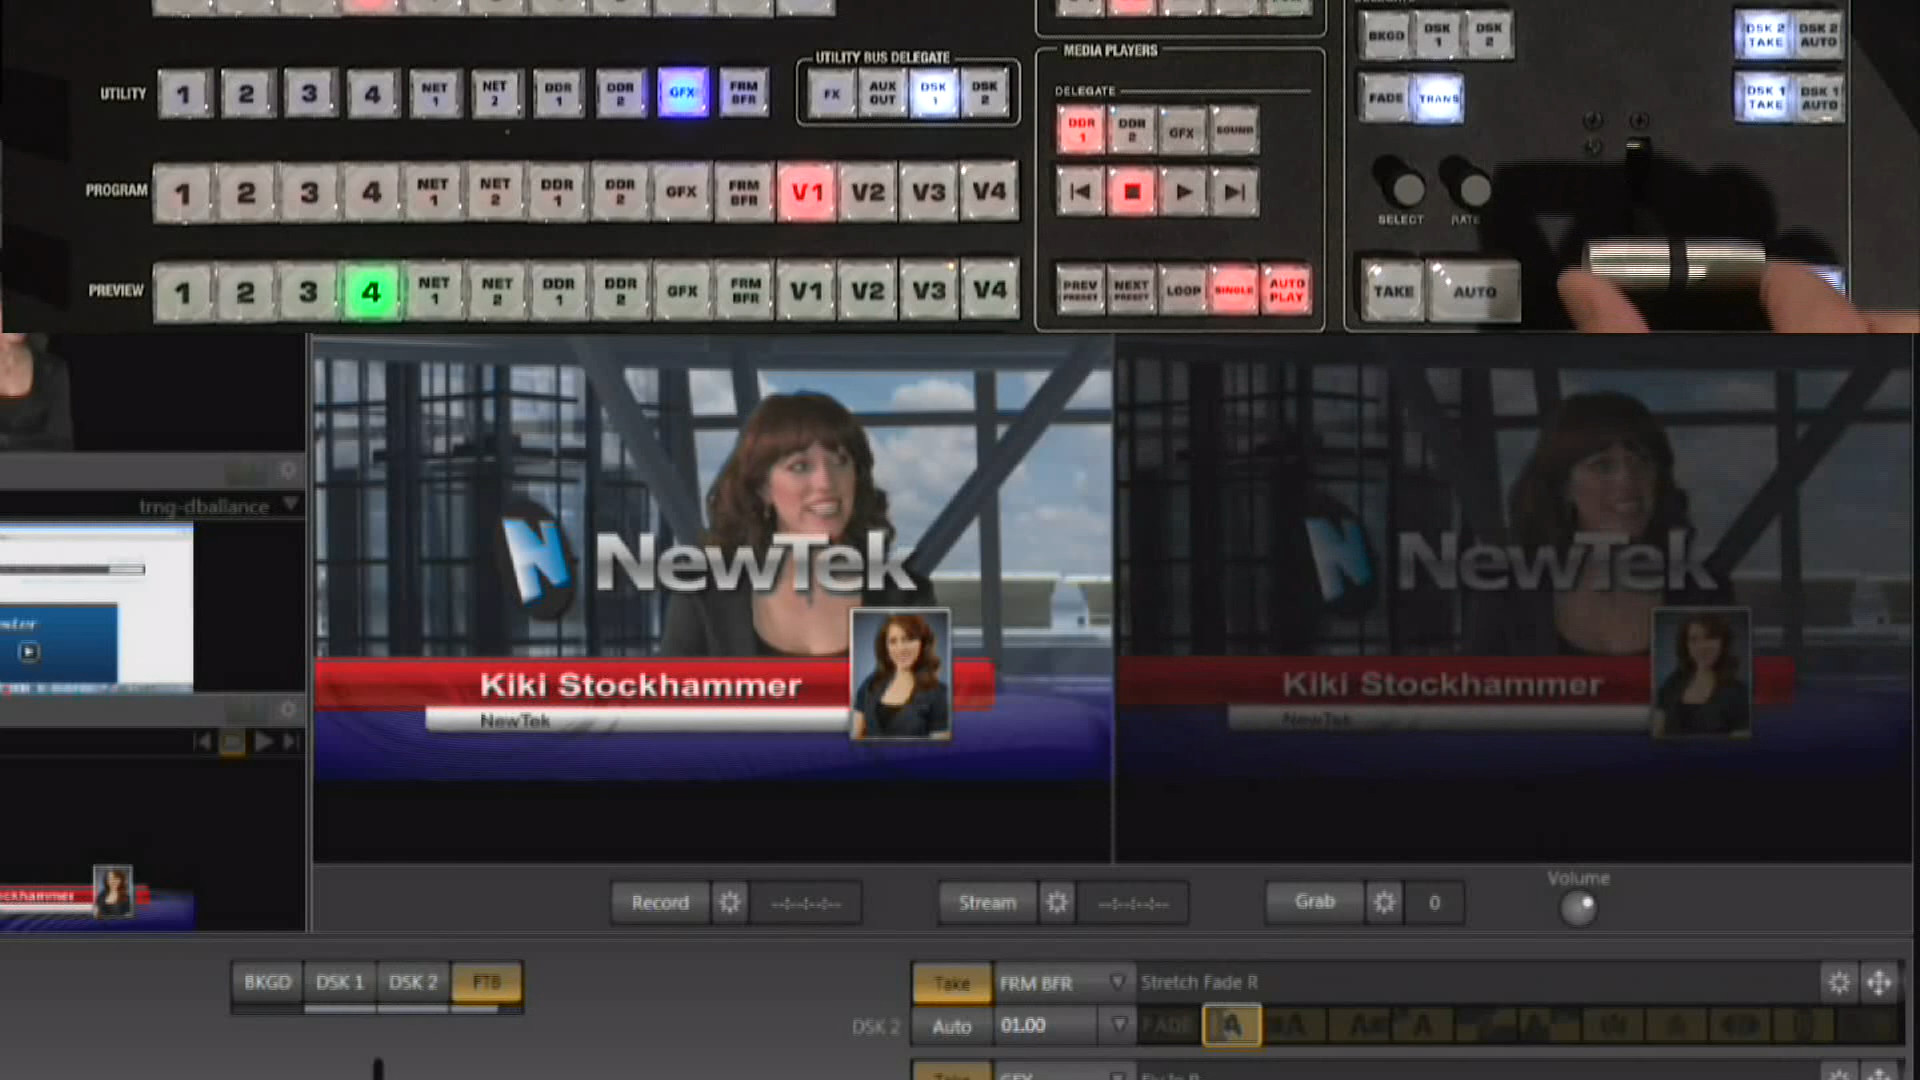 UTILITY 1 2 3 4 NET 1 NET 2 DDR 1 DDR 2 GFX FRM BFR
UTILITY BUS DELEGATE
FX AUX OUT DSK 1 DSK 2
PROGRAM 1 2 3 4 NET 1 NET 2 DDR 1 DDR 2 GFX FRM BFR V1 V2 V3 V4
PREVIEW 1 2 3 4 NET 1 NET 2 DDR 1 DDR 2 GFX FRM BFR V1 V2 V3 V4
MEDIA PLAYERS
DELEGATE
DDR 1 DDR 2 GFX SOUND
PREV PRESET NEXT PRESET LOOP SINGLE AUTO PLAY
BKGD DSK 1 DSK 2
DSK 2 TAKE DSK 2 AUTO
FADE TRANS
DSK 1 TAKE DSK 1 AUTO
SELECT RATE
TAKE AUTO
trng-dballance
N NewTek
Kiki Stockhammer
NewTek
N NewTek
Kiki Stockhammer
NewTek
Record --:--:--:--
Stream --:--:--:--
Grab 0
Volume
BKGD DSK 1 DSK 2 FTB
Take FRM BFR Stretch Fade R
DSK 2 Auto 01.00 FADE A